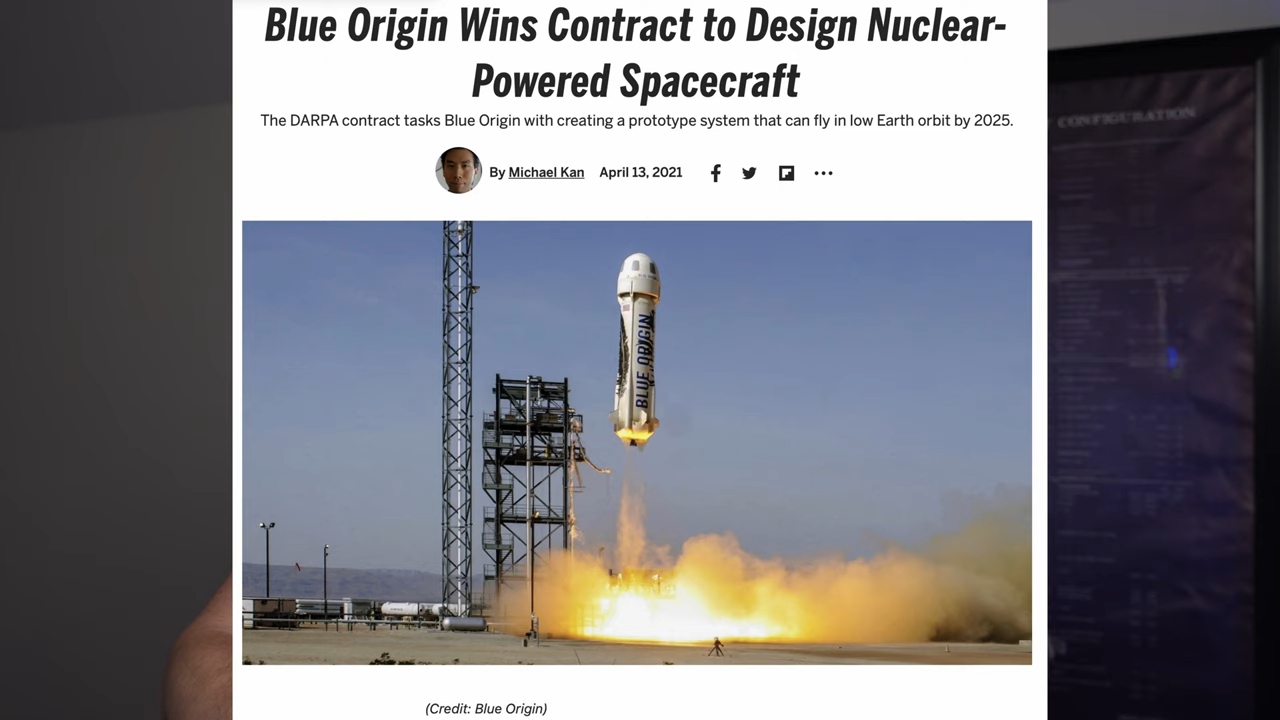 Blue Origin Wins Contract to Design Nuclear-
Powered Spacecraft
The DARPA contract tasks Blue Origin with creating a prototype system that can fly in low Earth orbit by 2025.
By Michael Kan April 13, 2021
CONFIGURATION
BLUE ORIGIN
(Credit: Blue Origin)